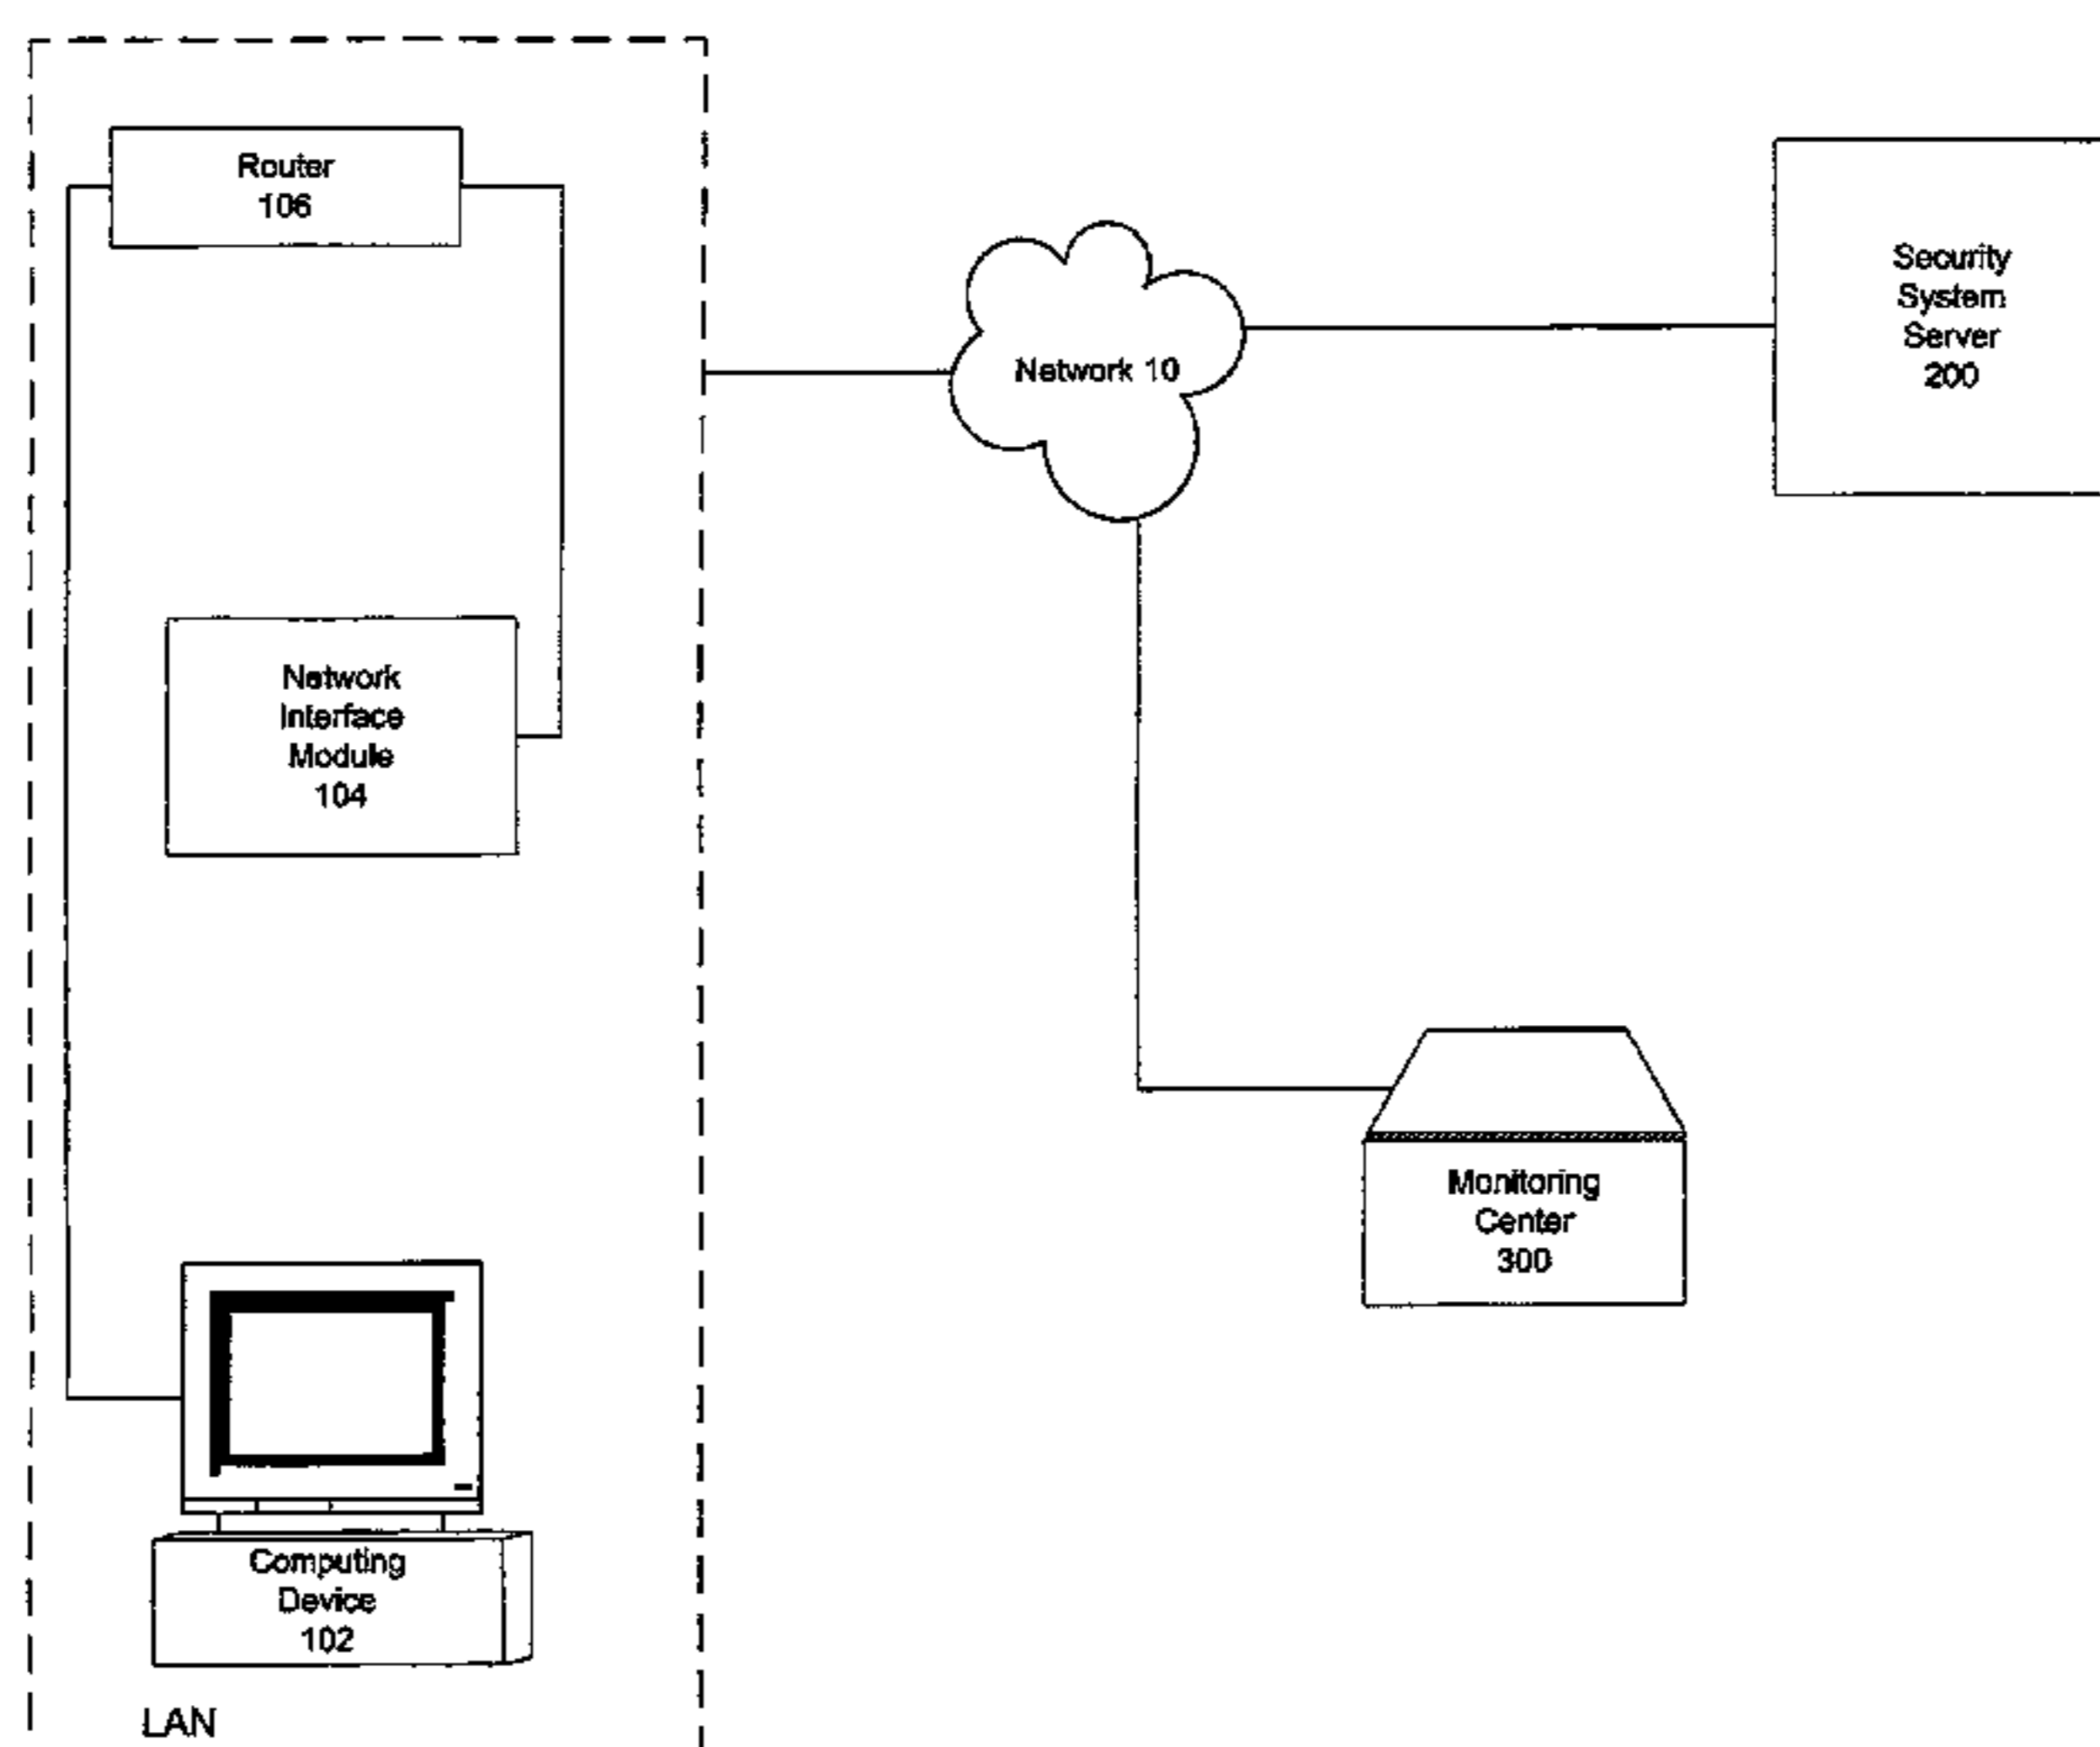 Router
106
Network 10
Security
System
Server
200
Network
Interface
Module
104
Monitoring
Center
300
Computing
Device
102
LAN